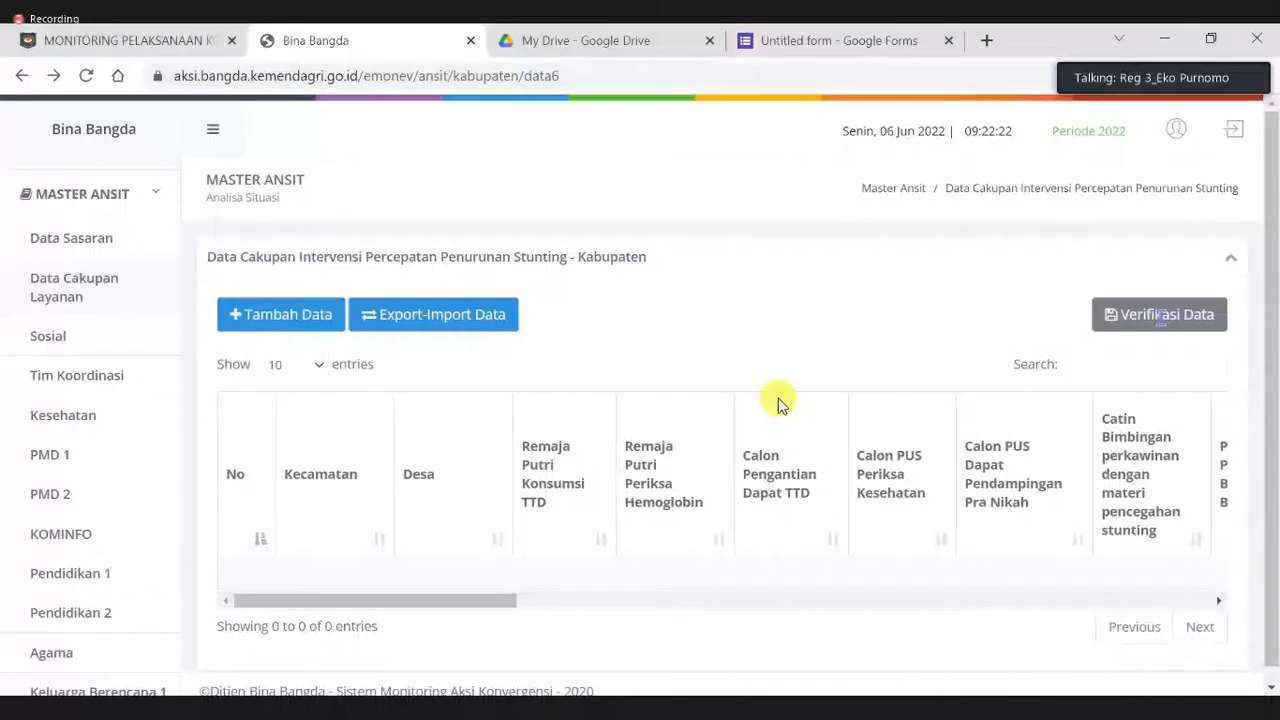 Recording
MONITORING PELAKSANAAN KO
Bina Bangda
My Drive - Google Drive
Untitled form - Google Forms
aksi.bangda.kemendagri.go.id/emonev/ansit/kabupaten/data6
Talking: Reg 3_Eko Purnomo
Bina Bangda
Senin, 06 Jun 2022 | 09:22:22
Periode 2022
MASTER ANSIT
Data Sasaran
Data Cakupan
Layanan
Sosial
Tim Koordinasi
Kesehatan
PMD 1
PMD 2
KOMINFO
Pendidikan 1
Pendidikan 2
Agama
Keluarga Berencana 1
MASTER ANSIT
Analisa Situasi
Master Ansit / Data Cakupan Intervensi Percepatan Penurunan Stunting
Data Cakupan Intervensi Percepatan Penurunan Stunting - Kabupaten
Tambah Data
Export-Import Data
Verifikasi Data
Show 10 entries
Search:
No
Kecamatan
Desa
Remaja
Putri
Konsumsi
TTD
Remaja
Putri
Periksa
Hemoglobin
Calon
Pengantian
Dapat TTD
Calon PUS
Periksa
Kesehatan
Calon PUS
Dapat
Pendampingan
Pra Nikah
Catin
Bimbingan
perkawinan
dengan
materi
pencegahan
stunting
P
P
B
B
Showing 0 to 0 of 0 entries
Previous
Next
©Ditjen Bina Bangda - Sistem Monitoring Aksi Konvergensi - 2020